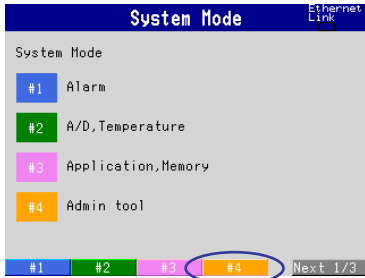 System Mode
Ethernet
Link
System Mode
#1 Alarm
#2 A/D,Temperature
#3 Application,Memory
#4 Admin tool
#1 #2 #3 #4 Next 1/3